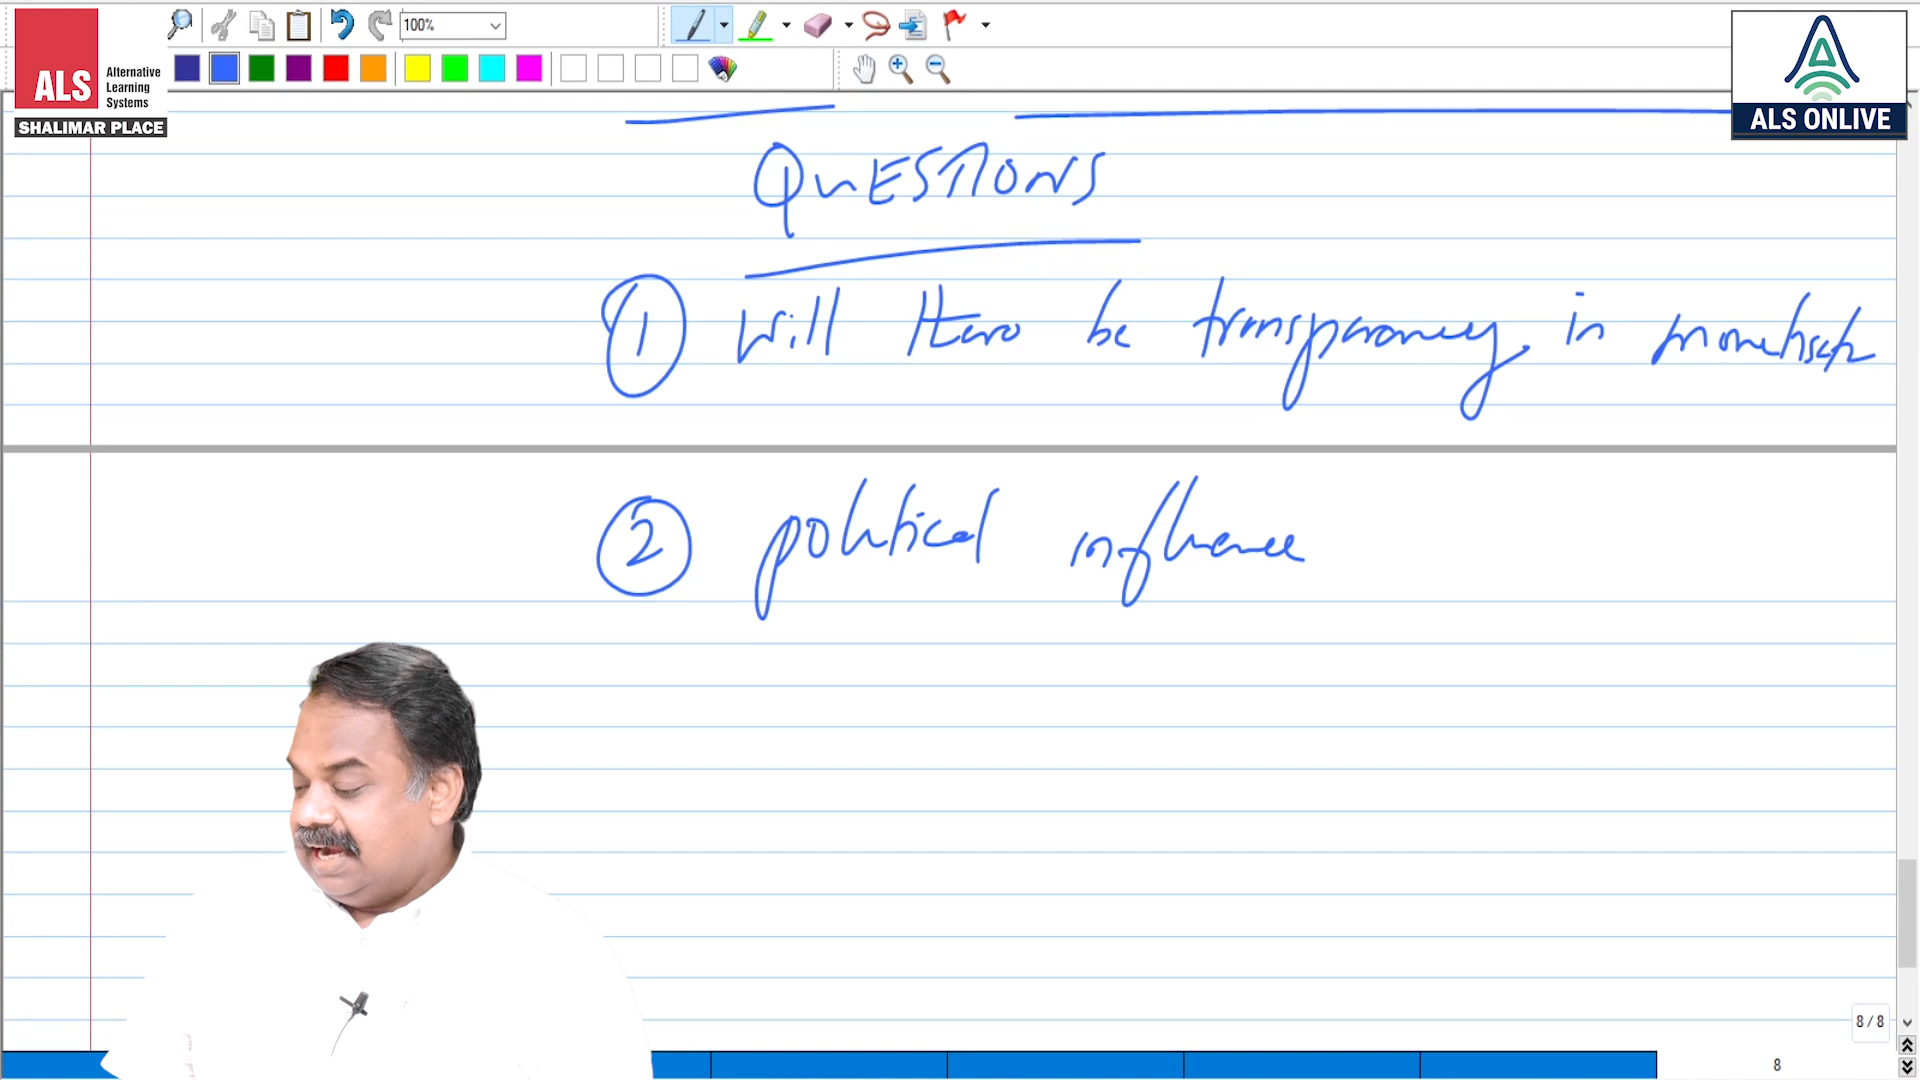 100%
ALS
Alternative
Learning
Systems
SHALIMAR PLACE
ALS ONLIVE
QUESTIONS
1 Will there be transparency in
2 political influence
8 / 8
8